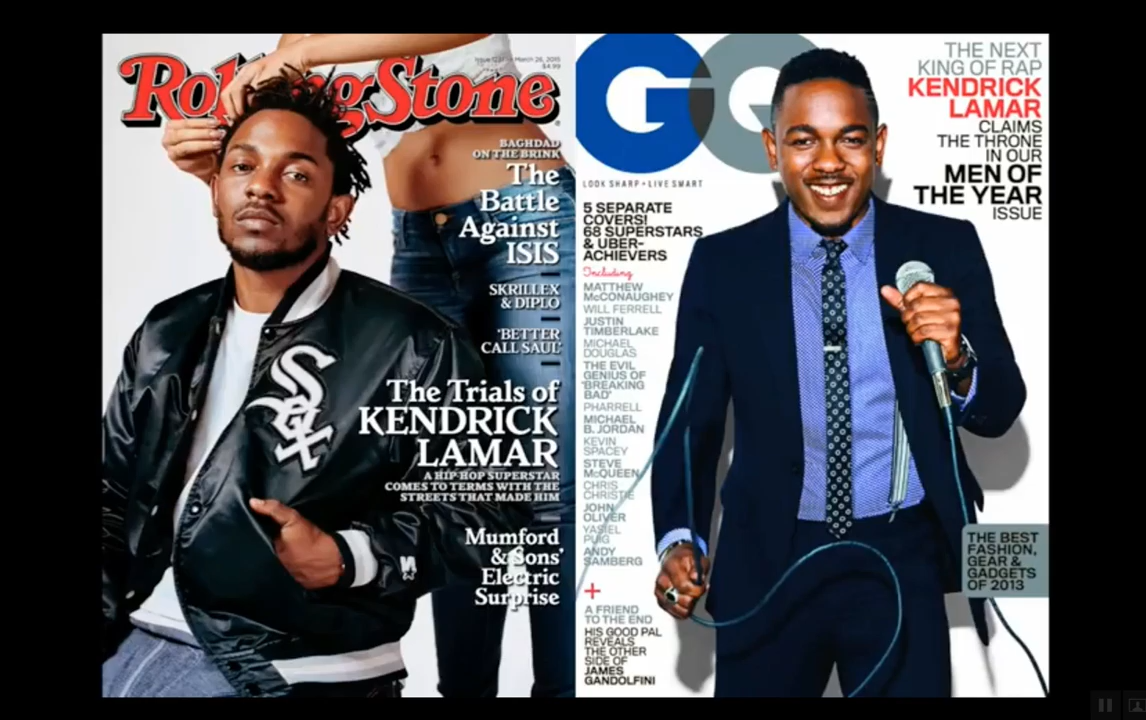 RollingStone
$4.99
BAGHDAD
ON THE BRINK
The
Battle
Against
ISIS
SKRILLEX
& DIPLO
'BETTER
CALL SAUL'
The Trials of
KENDRICK
LAMAR
A HIP-HOP SUPERSTAR
COMES TO TERMS WITH THE
STREETS THAT MADE HIM
Mumford
& Sons'
Electric
Surprise
Sox
GQ
LOOK SHARP • LIVE SMART
THE NEXT
KING OF RAP
KENDRICK
LAMAR
CLAIMS
THE THRONE
IN OUR
MEN OF
THE YEAR
ISSUE
5 SEPARATE
COVERS!
68 SUPERSTARS
& UBER-
ACHIEVERS
Including
MATTHEW
McCONAUGHEY
WILL FERRELL
JUSTIN
TIMBERLAKE
MICHAEL
DOUGLAS
THE EVIL
GENIUS OF
'BREAKING
BAD'
PHARRELL
MICHAEL
B. JORDAN
KEVIN
SPACEY
STEVE
McQUEEN
CHRIS
CHRISTIE
JOHN
OLIVER
YASIEL
PUIG
ANDY
SAMBERG
+
A FRIEND
TO THE END
HIS GOOD PAL
REVEALS
THE OTHER
SIDE OF
JAMES
GANDOLFINI
THE BEST
FASHION,
GEAR &
GADGETS
OF 2013